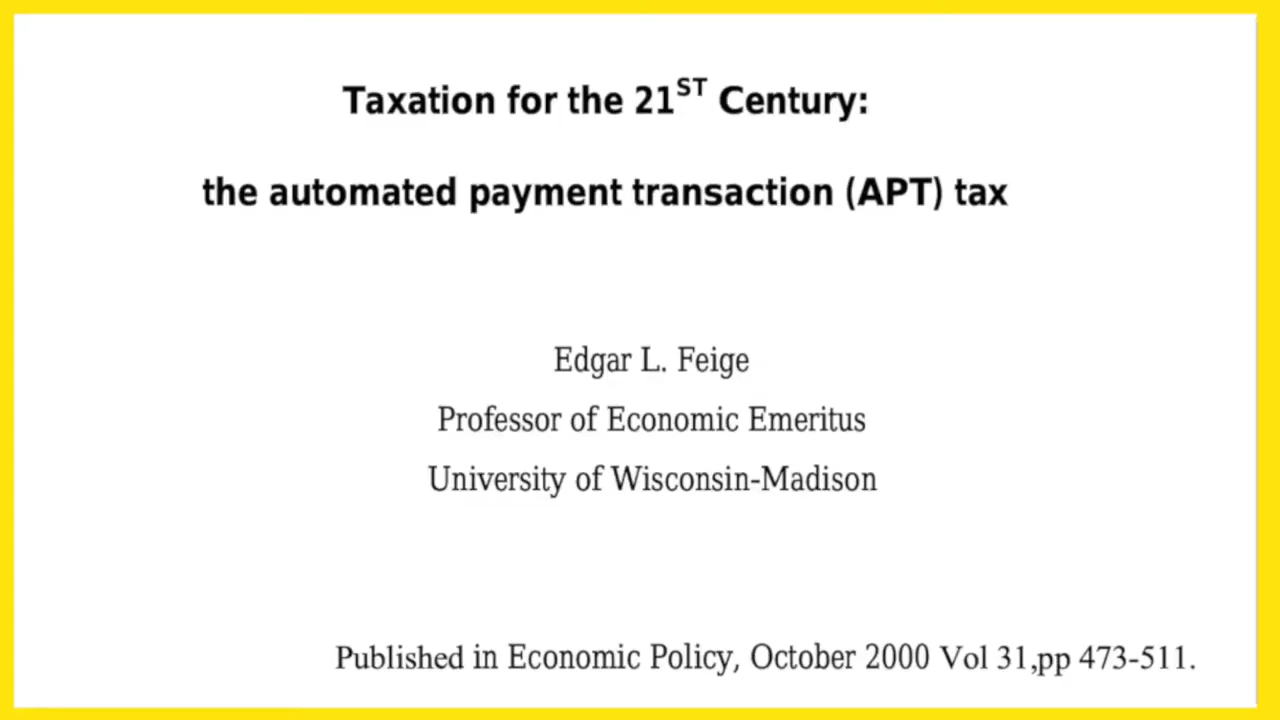 Taxation for the 21ST Century:
the automated payment transaction (APT) tax
Edgar L. Feige
Professor of Economic Emeritus
University of Wisconsin-Madison
Published in Economic Policy, October 2000 Vol 31,pp 473-511.